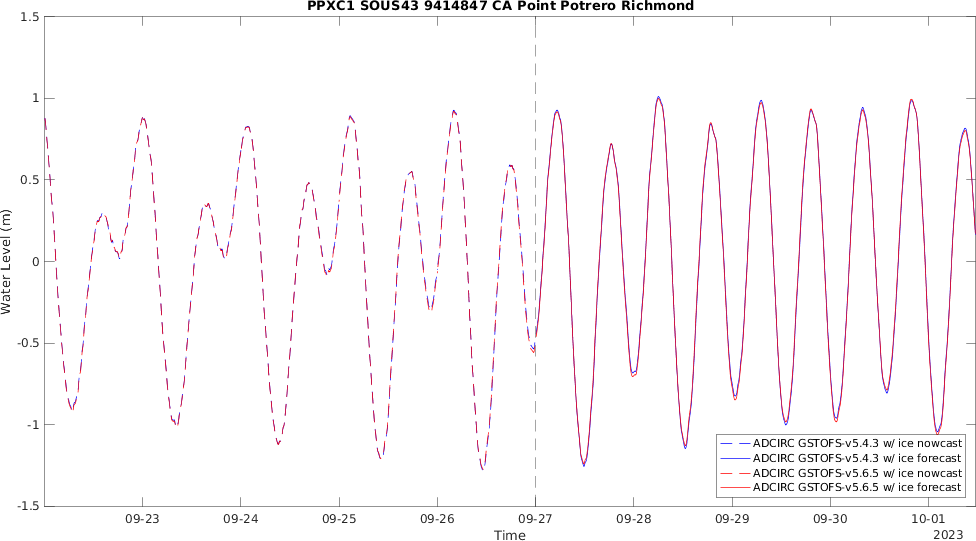 PPXC1 SOUS43 9414847 CA Point Potrero Richmond
1.5
1
0.5
0
-0.5
-1
-1.5
Water Level (m)
09-23
09-24
09-25
09-26
09-27
09-28
09-29
09-30
10-01
Time
2023
ADCIRC GSTOFS-v5.4.3 w/ ice nowcast
ADCIRC GSTOFS-v5.4.3 w/ ice forecast
ADCIRC GSTOFS-v5.6.5 w/ ice nowcast
ADCIRC GSTOFS-v5.6.5 w/ ice forecast